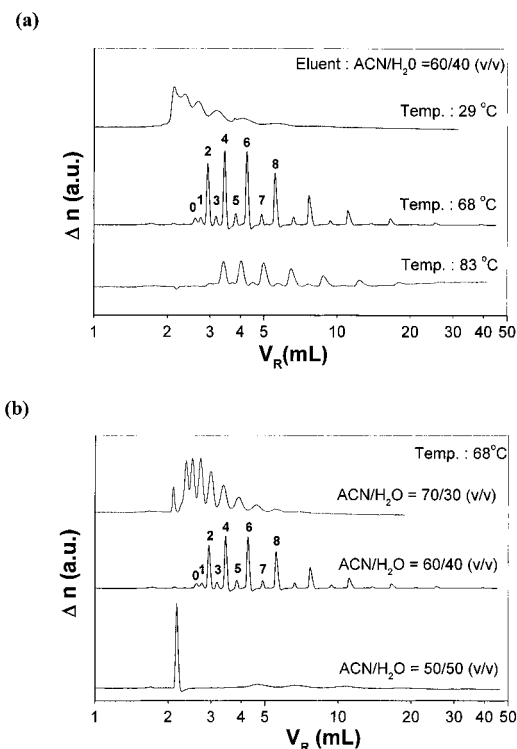 (a)
Eluent : ACN/H₂0 =60/40 (v/v)
Temp. : 29 °C
Temp. : 68 °C
Temp. : 83 °C
0 1 2 3 4 5 6 7 8
Δ n (a.u.)
1 2 3 4 5 10 20 30 40 50
V_R(mL)
(b)
Temp. : 68°C
ACN/H₂O = 70/30 (v/v)
ACN/H₂O = 60/40 (v/v)
0 1 2 3 4 5 6 7 8
ACN/H₂O = 50/50 (v/v)
Δ n (a.u.)
1 2 3 4 5 10 20 30 40 50
V_R(mL)